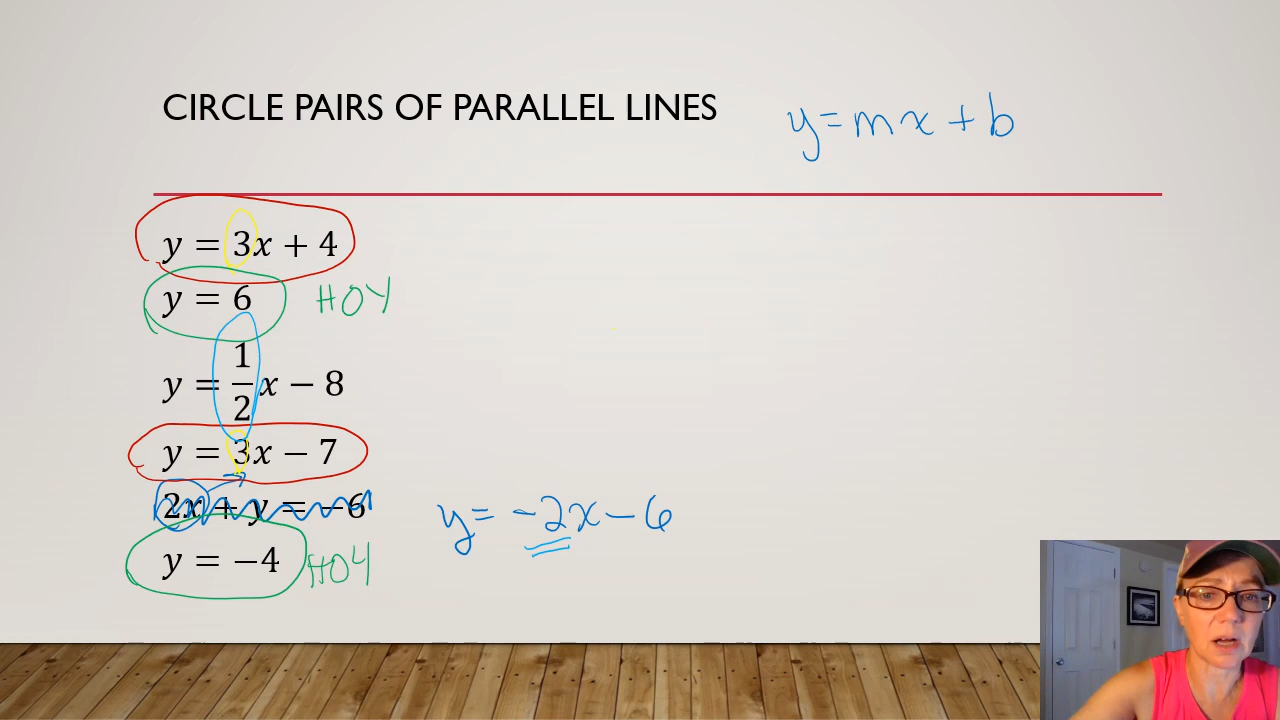 CIRCLE PAIRS OF PARALLEL LINES
y=mx+b
y = 3x + 4
y = 6 HOY
y = 1/2 x − 8
y = 3x − 7
2x + y = −6 y = -2x-6
y = −4 HOY